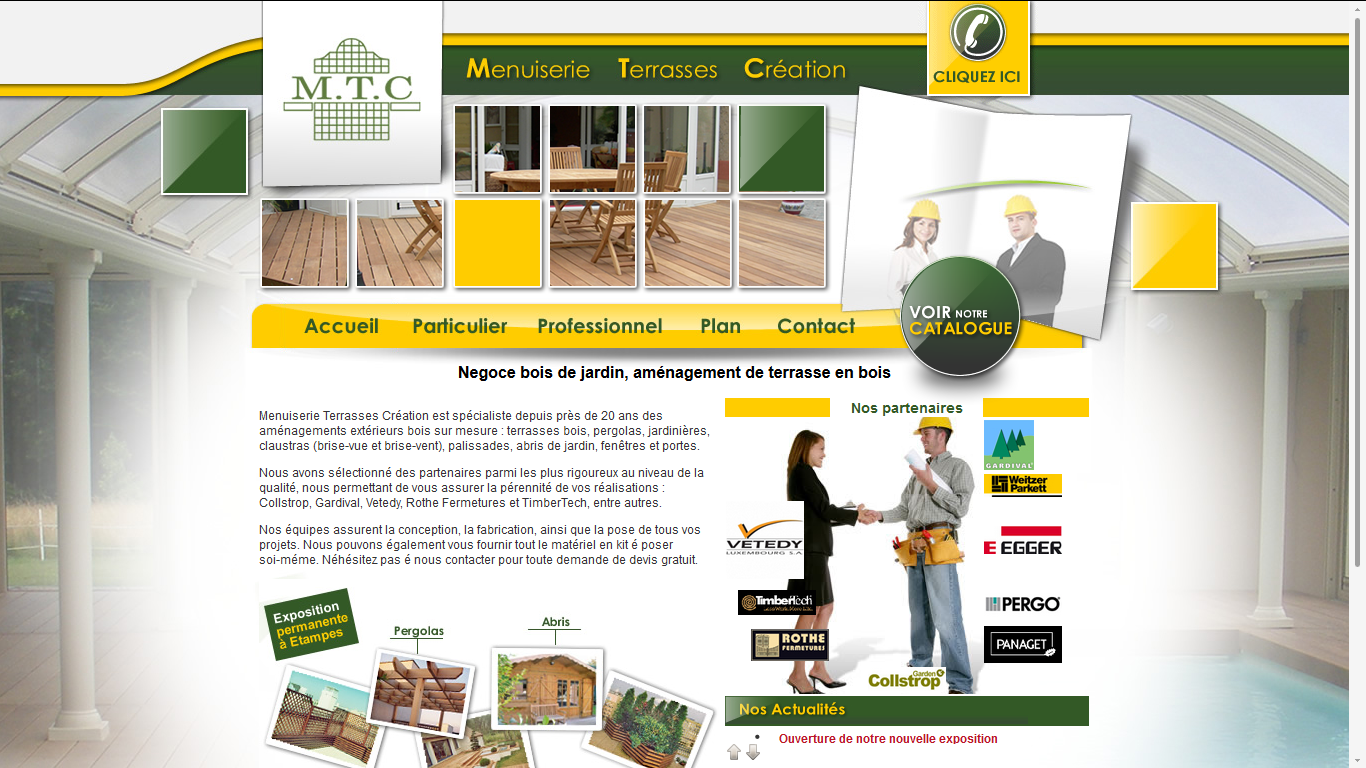 M.T.C
Menuiserie Terrasses Création
CLIQUEZ ICI
VOIR NOTRE
CATALOGUE
Accueil Particulier Professionnel Plan Contact
Negoce bois de jardin, aménagement de terrasse en bois
Menuiserie Terrasses Création est spécialiste depuis près de 20 ans des
aménagements extérieurs bois sur mesure : terrasses bois, pergolas, jardinières,
claustras (brise-vue et brise-vent), palissades, abris de jardin, fenêtres et portes.
Nous avons sélectionné des partenaires parmi les plus rigoureux au niveau de la
qualité, nous permettant de vous assurer la pérennité de vos réalisations :
Collstrop, Gardival, Vetedy, Rothe Fermetures et TimberTech, entre autres.
Nos équipes assurent la conception, la fabrication, ainsi que la pose de tous vos
projets. Nous pouvons également vous fournir tout le matériel en kit é poser
soi-méme. Néhésitez pas é nous contacter pour toute demande de devis gratuit.
Exposition
permanente
à Etampes
Pergolas
Abris
Nos partenaires
GARDIVAL
Weitzer
Parkett
VETEDY
LUXEMBOURG S.A
EGGER
TimberTech
PERGO
ROTHE
FERMETURES
PANAGET
Garden
Collstrop
Nos Actualités
• Ouverture de notre nouvelle exposition